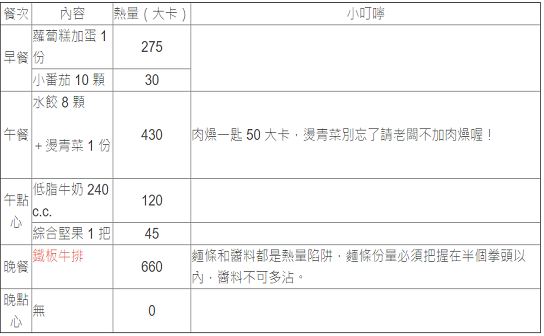 餐次 內容 熱量（大卡） 小叮嚀
早餐 蘿蔔糕加蛋 1
份 275
小番茄 10 顆 30
午餐 水餃 8 顆
＋燙青菜 1 份 430 肉燥一匙 50 大卡，燙青菜別忘了請老闆不加肉燥喔！
午點
心 低脂牛奶 240
c.c. 120
綜合堅果 1 把 45
晚餐 鐵板牛排 660 麵條和醬料都是熱量陷阱，麵條份量必須把握在半個拳頭以
內，醬料不可多沾。
晚點
心 無 0